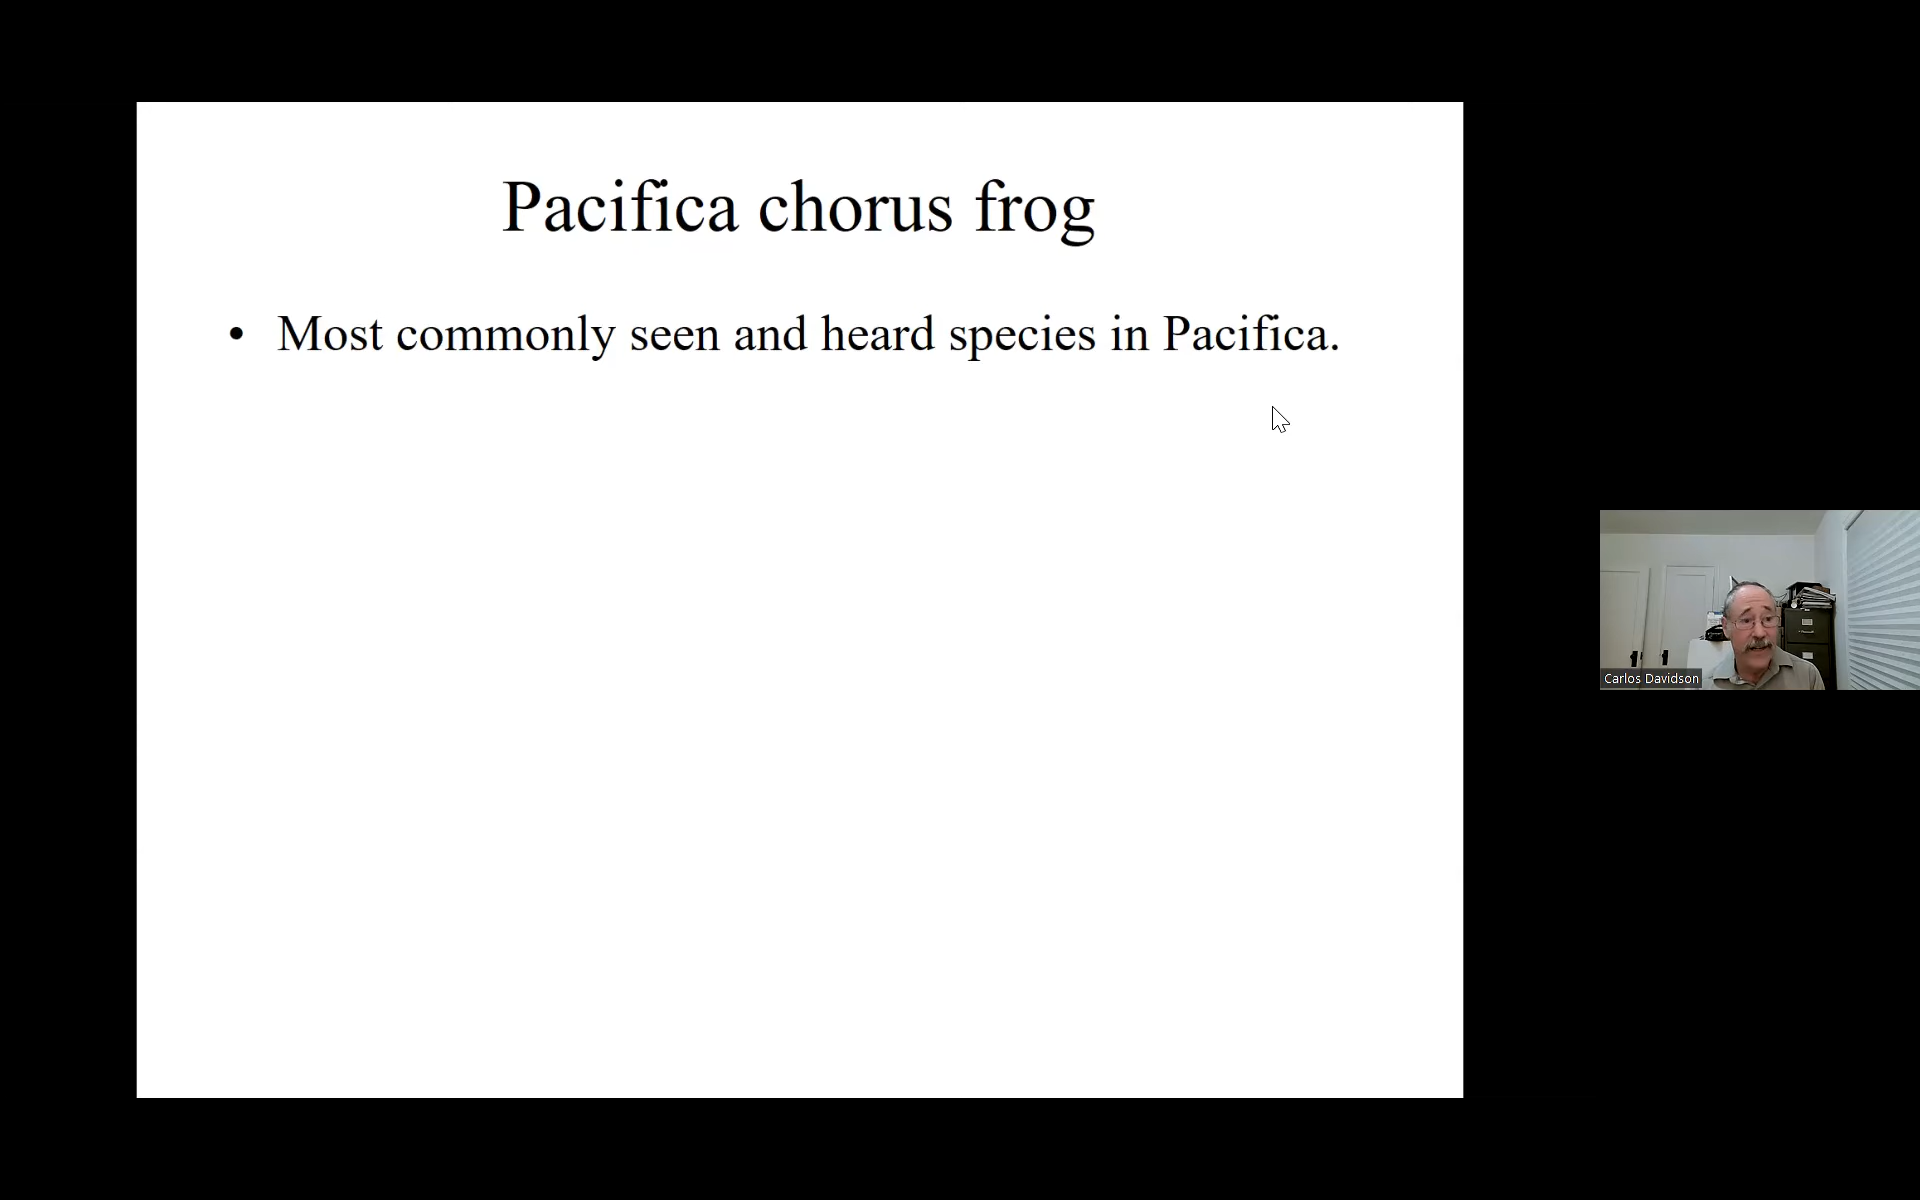 Pacifica chorus frog
• Most commonly seen and heard species in Pacifica.
Carlos Davidson